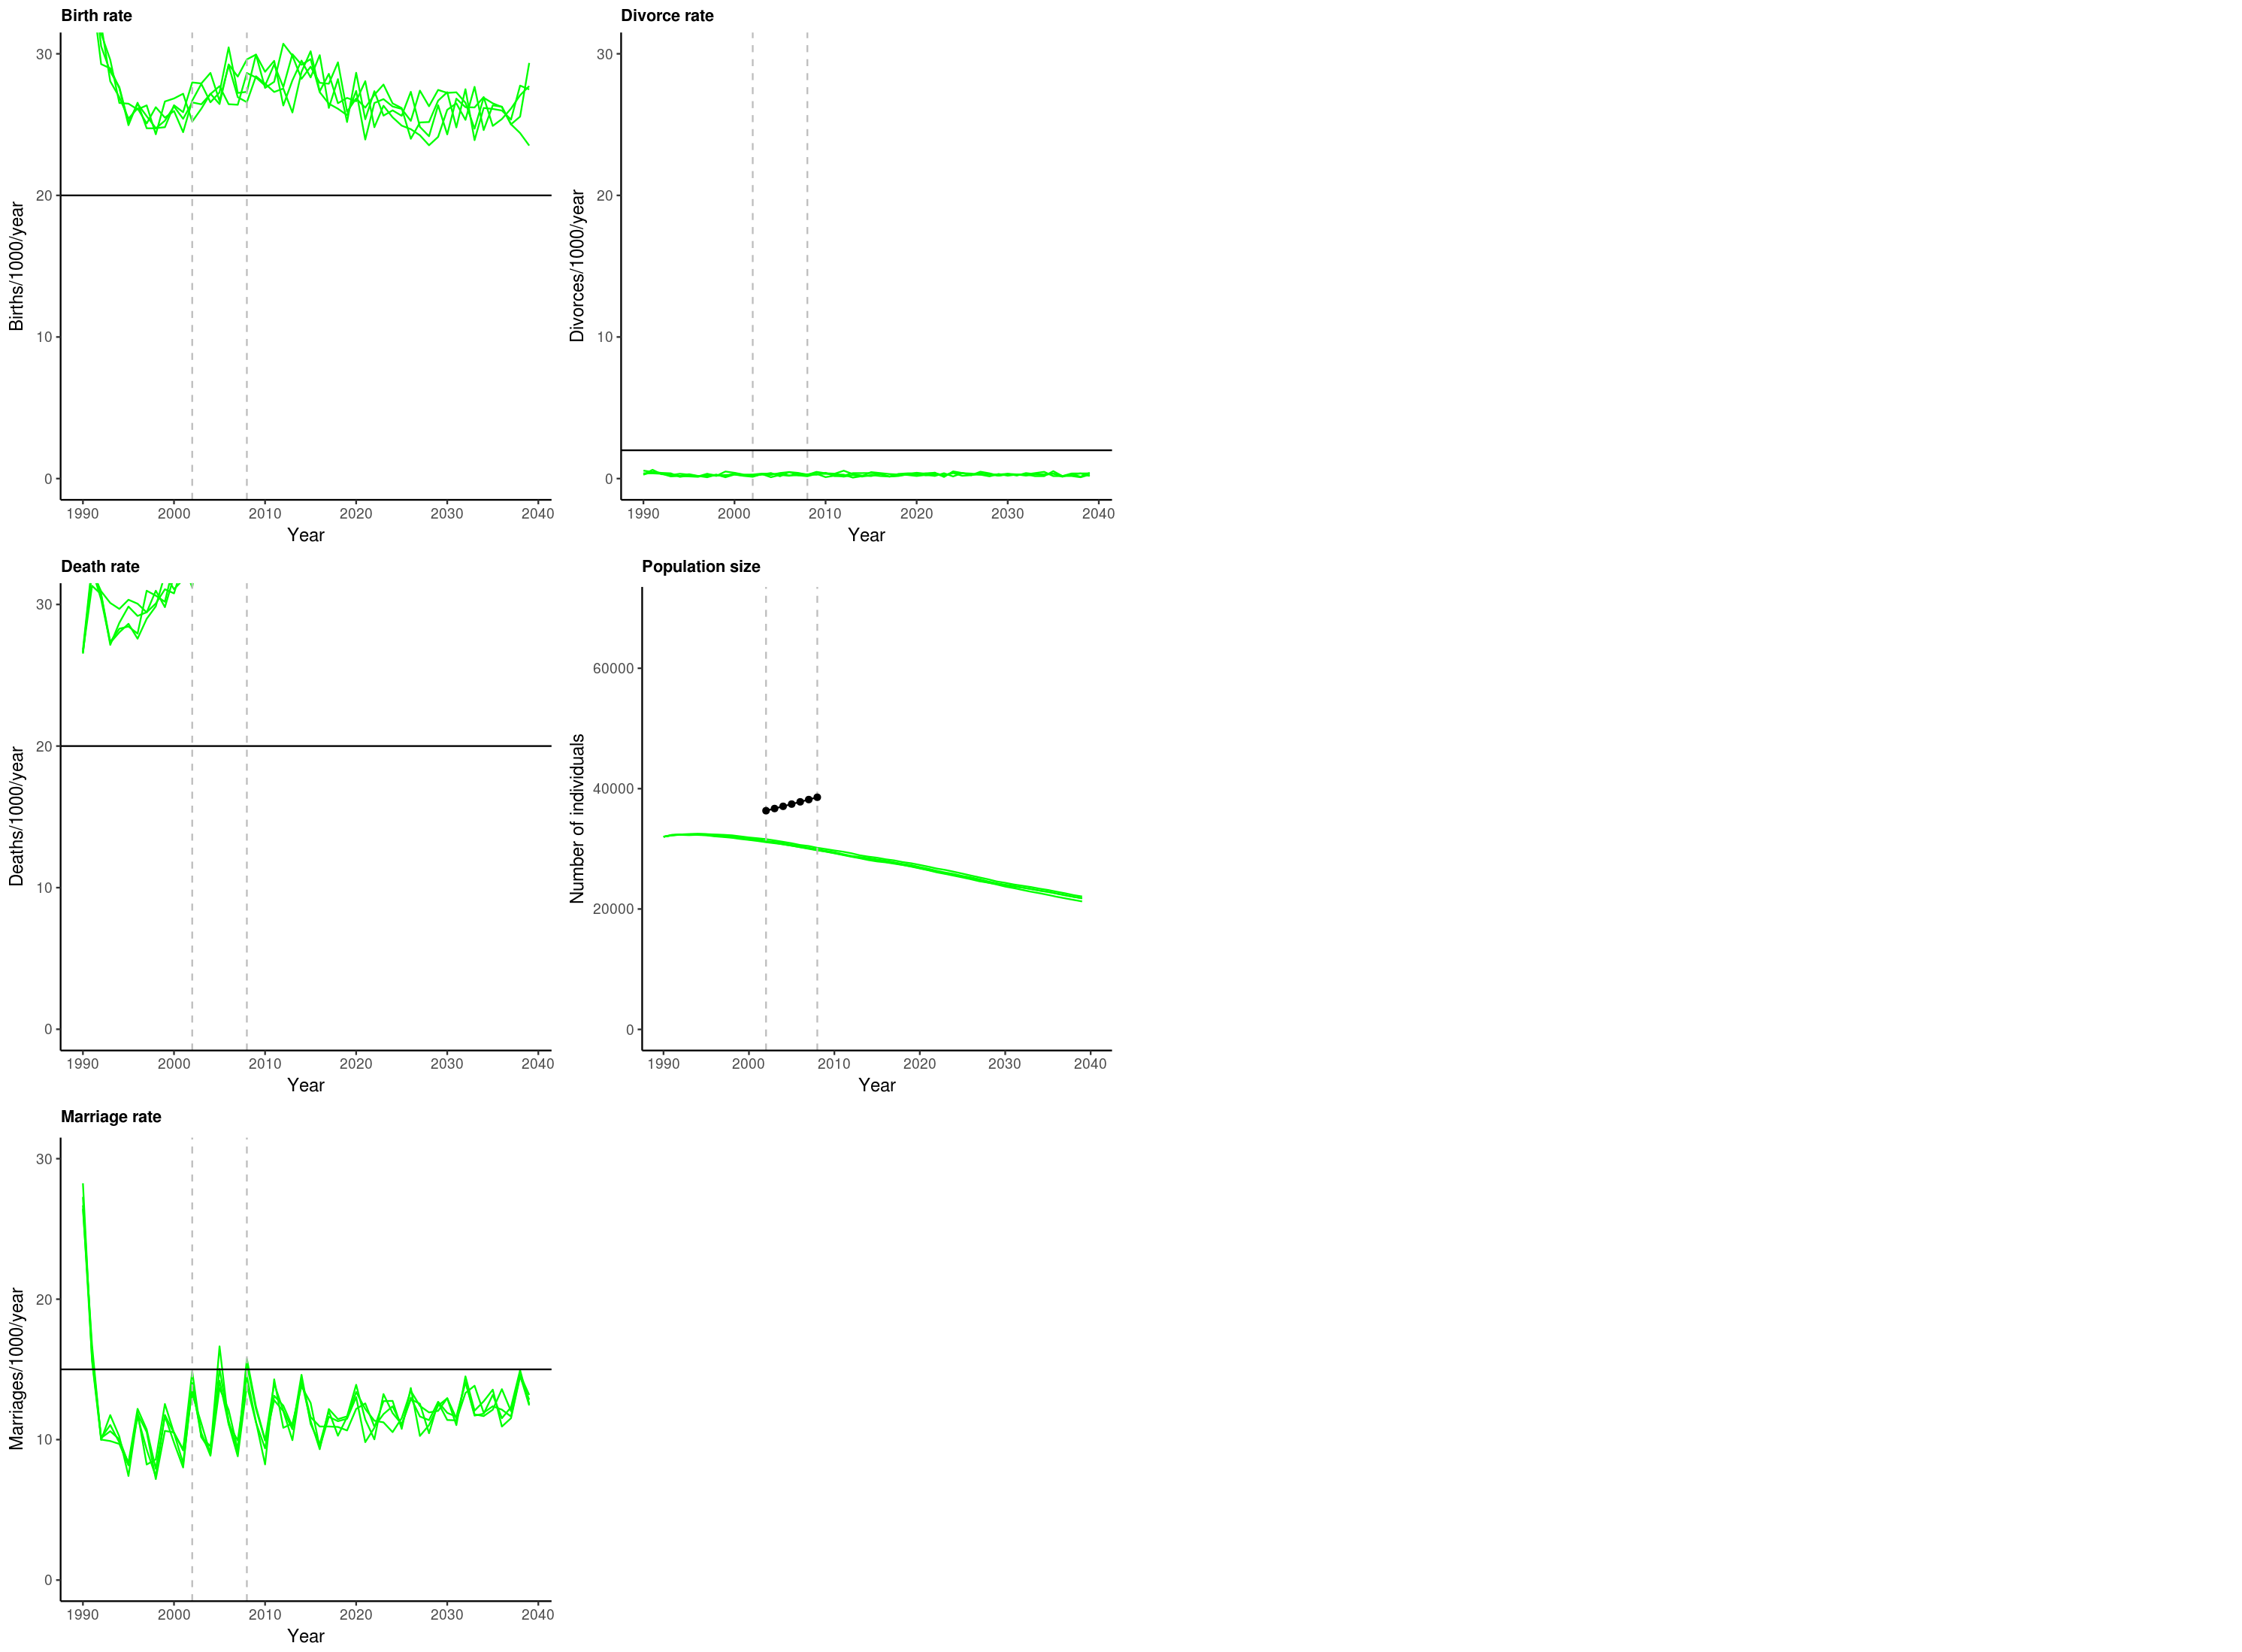 Birth rate
Births/1000/year
30
20
10
0
1990 2000 2010 2020 2030 2040
Year
Divorce rate
Divorces/1000/year
30
20
10
0
1990 2000 2010 2020 2030 2040
Year
Death rate
Deaths/1000/year
30
20
10
0
1990 2000 2010 2020 2030 2040
Year
Population size
Number of individuals
60000
40000
20000
0
1990 2000 2010 2020 2030 2040
Year
Marriage rate
Marriages/1000/year
30
20
10
0
1990 2000 2010 2020 2030 2040
Year